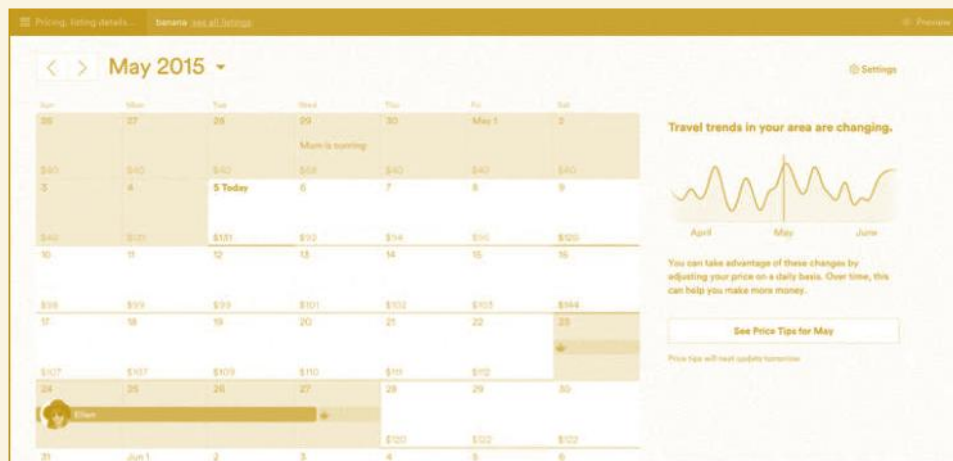 Pricing, listing details... banana see all listings Preview
May 2015
Settings
Sun Mon Tue Wed Thu Fri Sat
26 27 28 29 30 May 1 2
Mom is coming
$40 $40 $40 $40 $40
3 4 5 Today 6 7 8 9
$40 $131 $93 $94 $96 $120
10 11 12 13 14 15 16
$98 $99 $99 $101 $102 $103 $144
17 18 19 20 21 22 23
$107 $107 $109 $110 $111 $112
24 25 26 27 28 29 30
Ellen
$120 $122 $122
31 Jun 1 2 3 4 5 6
Travel trends in your area are changing.
April May June
You can take advantage of these changes by
adjusting your price on a daily basis. Over time, this
can help you make more money.
See Price Tips for May
Price tips will next update tomorrow.